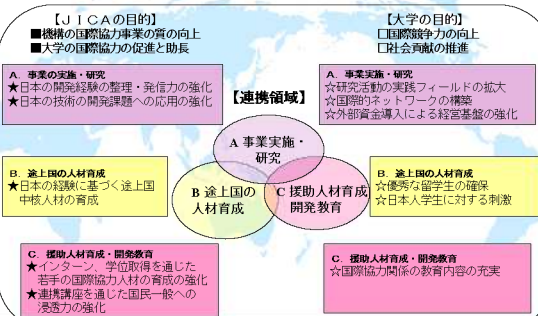 【JICAの目的】
■機構の国際協力事業の質の向上
■大学の国際協力の促進と助長
【大学の目的】
□国際競争力の向上
□社会貢献の推進
A. 事業の実施・研究
★日本の開発経験の整理・発信力の強化
★日本の技術の開発課題への応用の強化
A. 事業実施・研究
☆研究活動の実践フィールドの拡大
☆国際的ネットワークの構築
☆外部資金導入による経営基盤の強化
【連携領域】
A 事業実施・
研究
B 途上国の
人材育成
C 援助人材育成
開発教育
B. 途上国の人材育成
★日本の経験に基づく途上国
中核人材の育成
B. 途上国の人材育成
☆優秀な留学生の確保
☆日本人学生に対する刺激
C. 援助人材育成・開発教育
★インターン、学位取得を通じた
若手の国際協力人材の育成の強化
★連携講座を通じた国民一般への
浸透力の強化
C. 援助人材育成・開発教育
☆国際協力関係の教育内容の充実